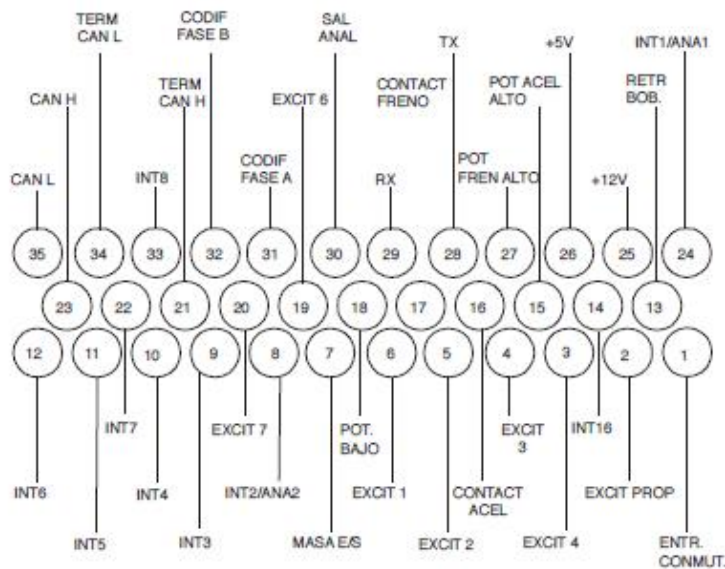 TERM
CAN L
CODIF
FASE B
SAL
ANAL
TX
+5V
INT1/ANA1
CAN H
TERM
CAN H
EXCIT 6
CONTACT
FRENO
POT ACEL
ALTO
RETR
BOB.
CAN L
INT8
CODIF
FASE A
RX
POT
FREN ALTO
+12V
35 34 33 32 31 30 29 28 27 26 25 24
23 22 21 20 19 18 17 16 15 14 13
12 11 10 9 8 7 6 5 4 3 2 1
INT7
EXCIT 7
POT.
BAJO
EXCIT
3
INT16
INT6
INT4
INT2/ANA2
EXCIT 1
CONTACT
ACEL
EXCIT PROP
INT5
INT3
MASA E/S
EXCIT 2
EXCIT 4
ENTR.
CONMUT.